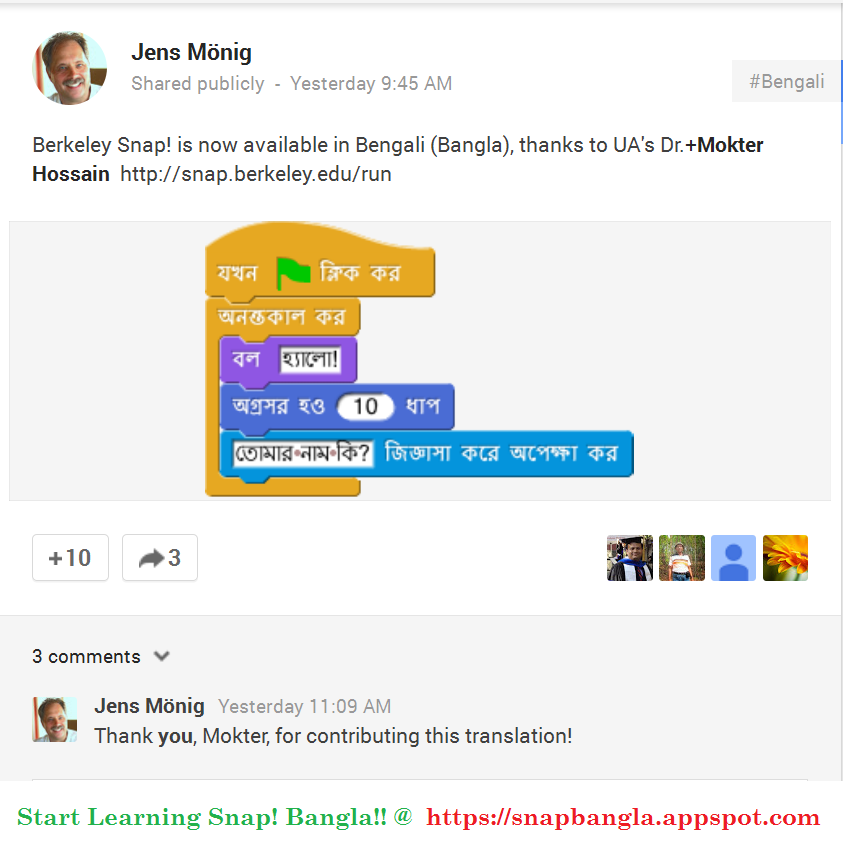 Jens Mönig
Shared publicly - Yesterday 9:45 AM
#Bengali
Berkeley Snap! is now available in Bengali (Bangla), thanks to UA's Dr.+Mokter
Hossain http://snap.berkeley.edu/run
যখন ক্লিক কর
অনন্তকাল কর
বল হ্যালো!
অগ্রসর হও 10 ধাপ
তোমার•নাম•কি? জিজ্ঞাসা করে অপেক্ষা কর
+10 3
3 comments
Jens Mönig Yesterday 11:09 AM
Thank you, Mokter, for contributing this translation!
Start Learning Snap! Bangla!! @ https://snapbangla.appspot.com